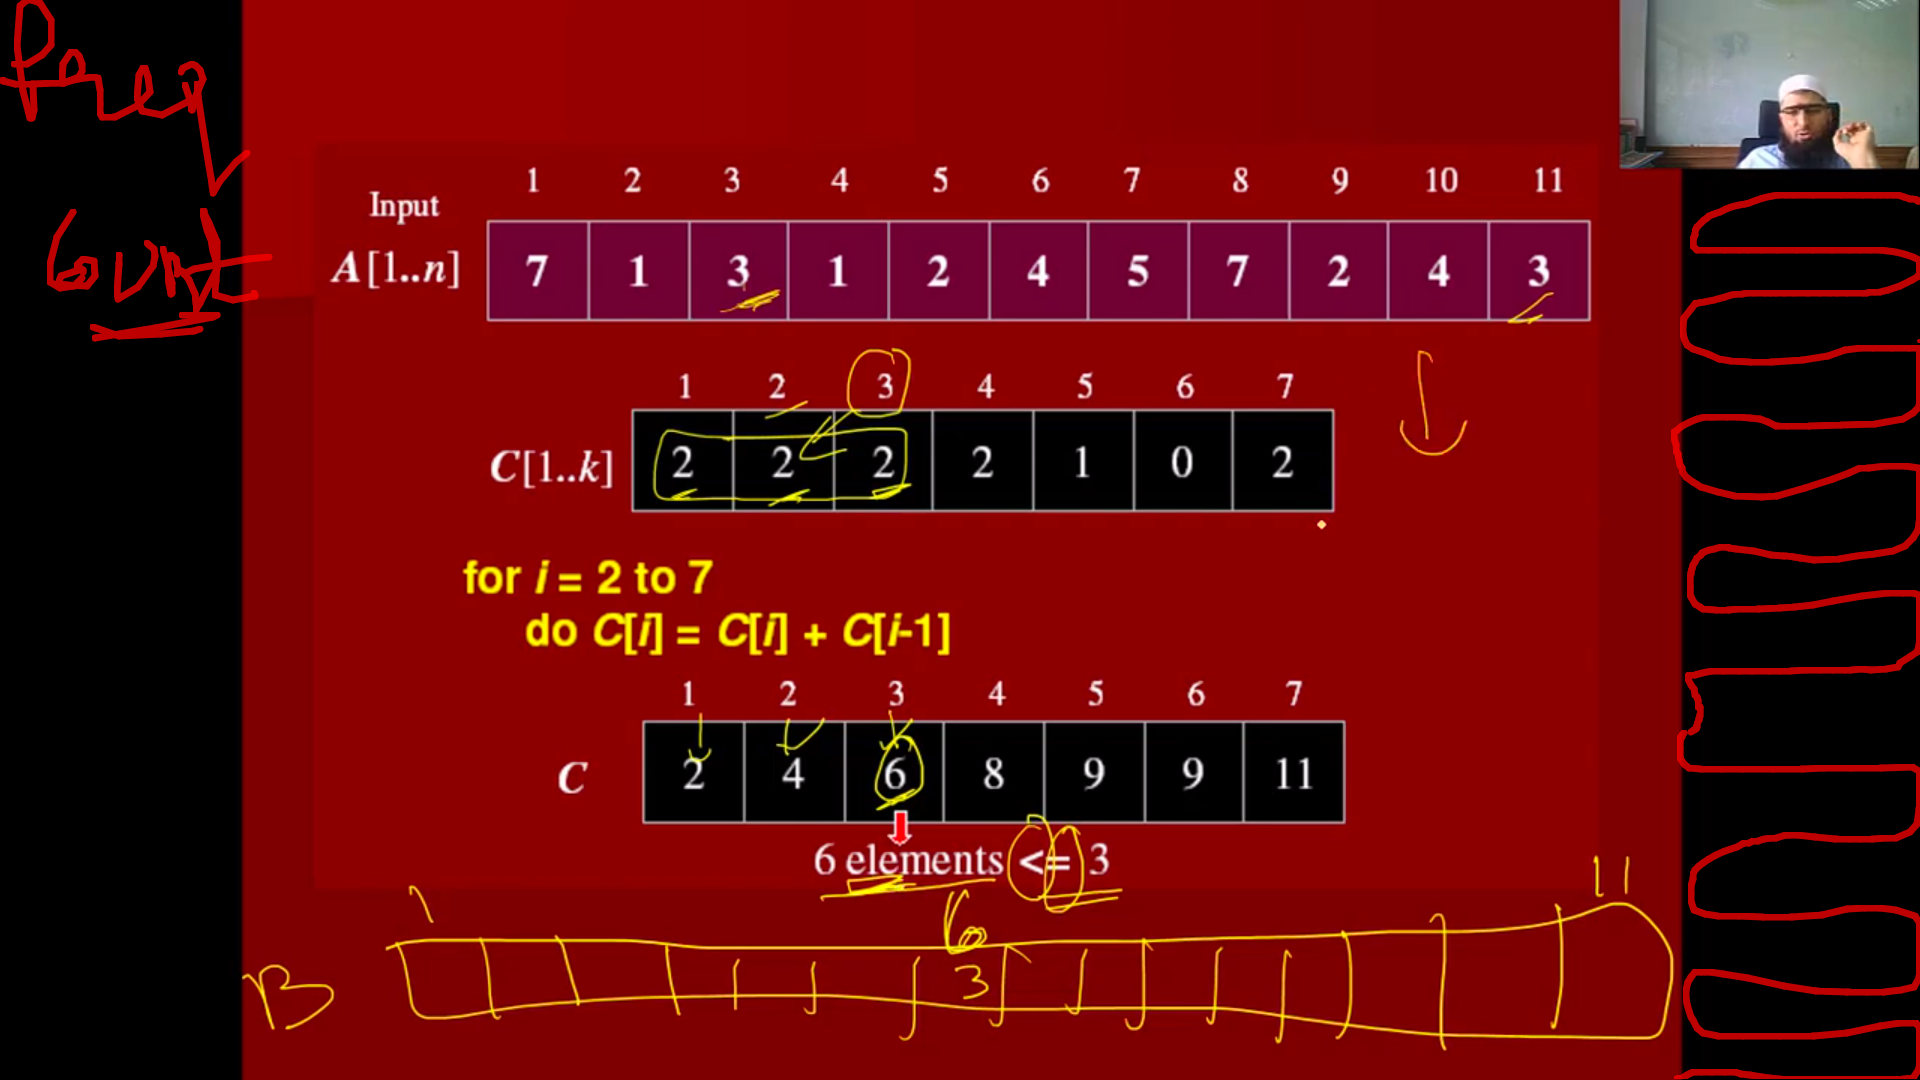 freq
Count
1 2 3 4 5 6 7 8 9 10 11
Input
A[1..n] 7 1 3 1 2 4 5 7 2 4 3
1 2 3 4 5 6 7
C[1..k] 2 2 2 2 1 0 2
for i = 2 to 7
do C[i] = C[i] + C[i-1]
1 2 3 4 5 6 7
C 2 4 6 8 9 9 11
6 elements <= 3
1 6 11
B 3